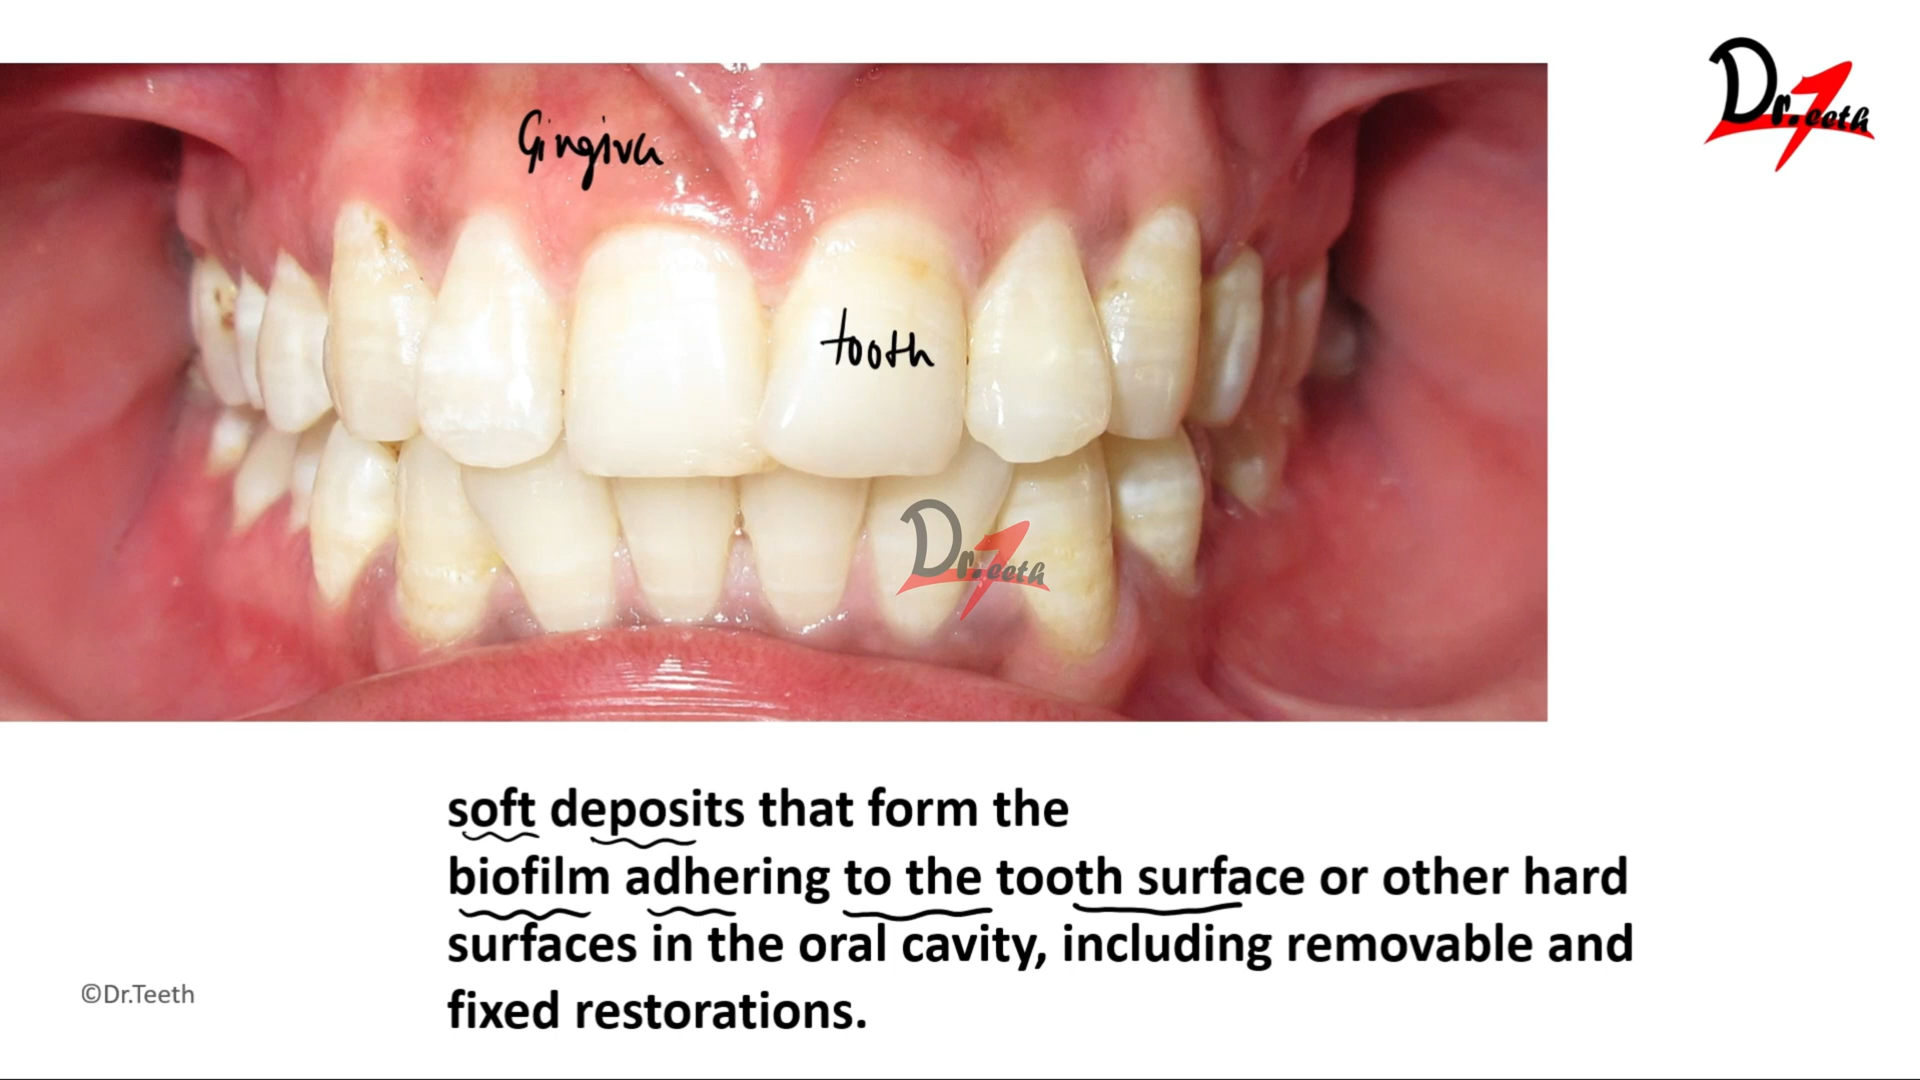 Dr.Teeth
Gingiva
tooth
Dr.Teeth
soft deposits that form the
biofilm adhering to the tooth surface or other hard
surfaces in the oral cavity, including removable and
fixed restorations.
©Dr.Teeth